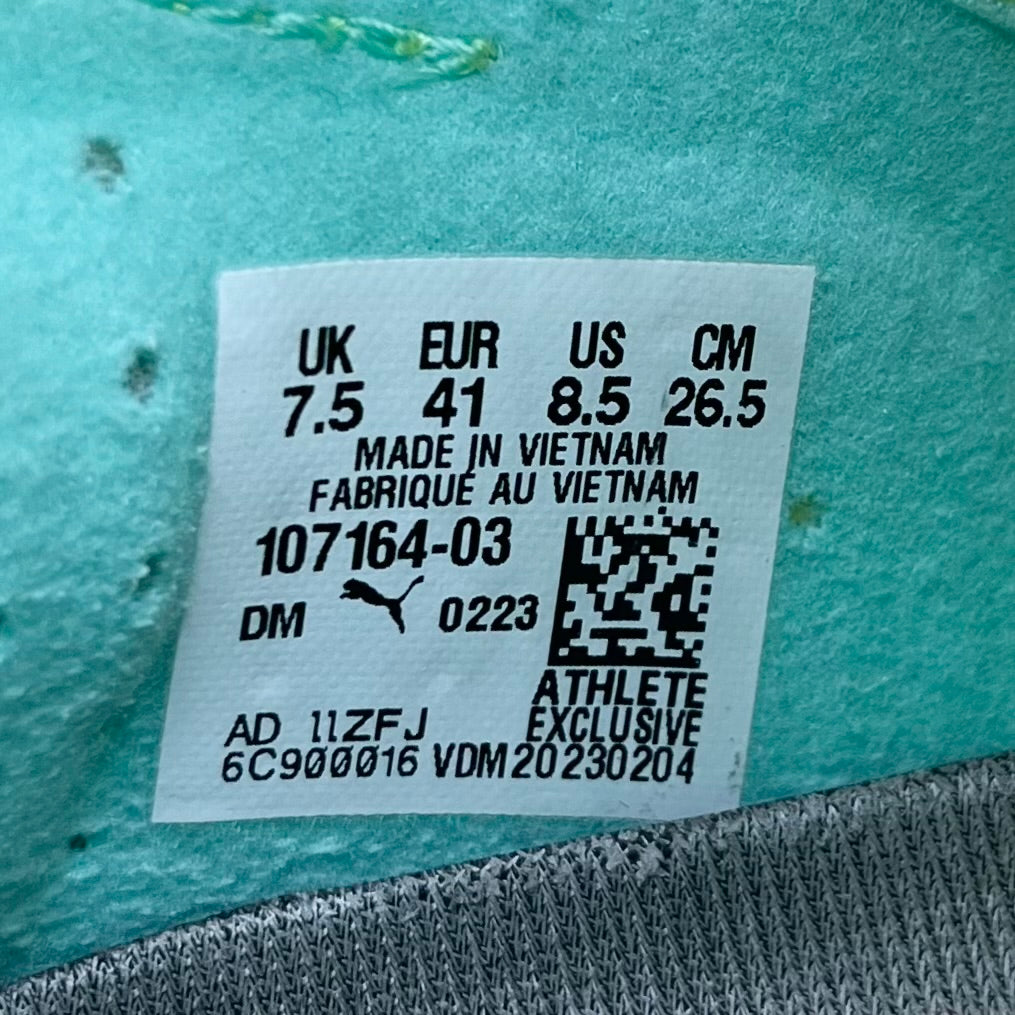 UK EUR US CM
7.5 41 8.5 26.5
MADE IN VIETNAM
FABRIQUÉ AU VIETNAM
107164-03
DM 0223
ATHLETE
EXCLUSIVE
AD 11ZFJ
6C900016 VDM20230204